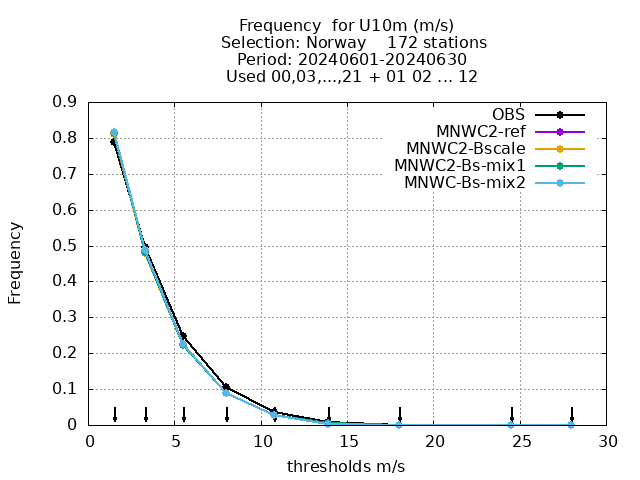 Frequency  for U10m (m/s)
Selection: Norway    172 stations
Period: 20240601-20240630
Used 00,03,...,21 + 01 02 ... 12
0.9
0.8
0.7
0.6
0.5
0.4
0.3
0.2
0.1
0
Frequency
OBS
MNWC2-ref
MNWC2-Bscale
MNWC2-Bs-mix1
MNWC-Bs-mix2
0 5 10 15 20 25 30
thresholds m/s